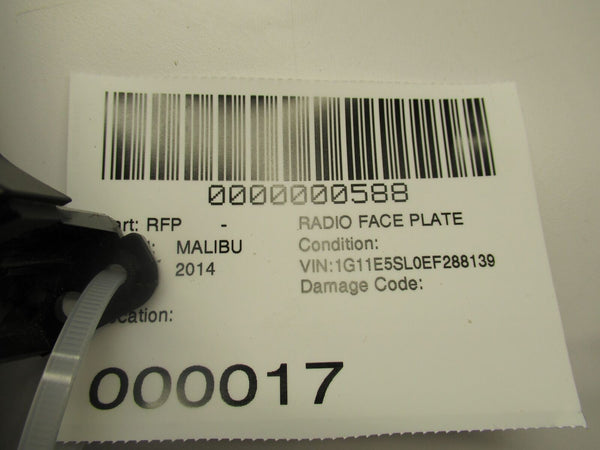 0000000588
art: RFP - RADIO FACE PLATE
MALIBU Condition:
2014 VIN:1G11E5SL0EF288139
Damage Code:
ocation:
000017